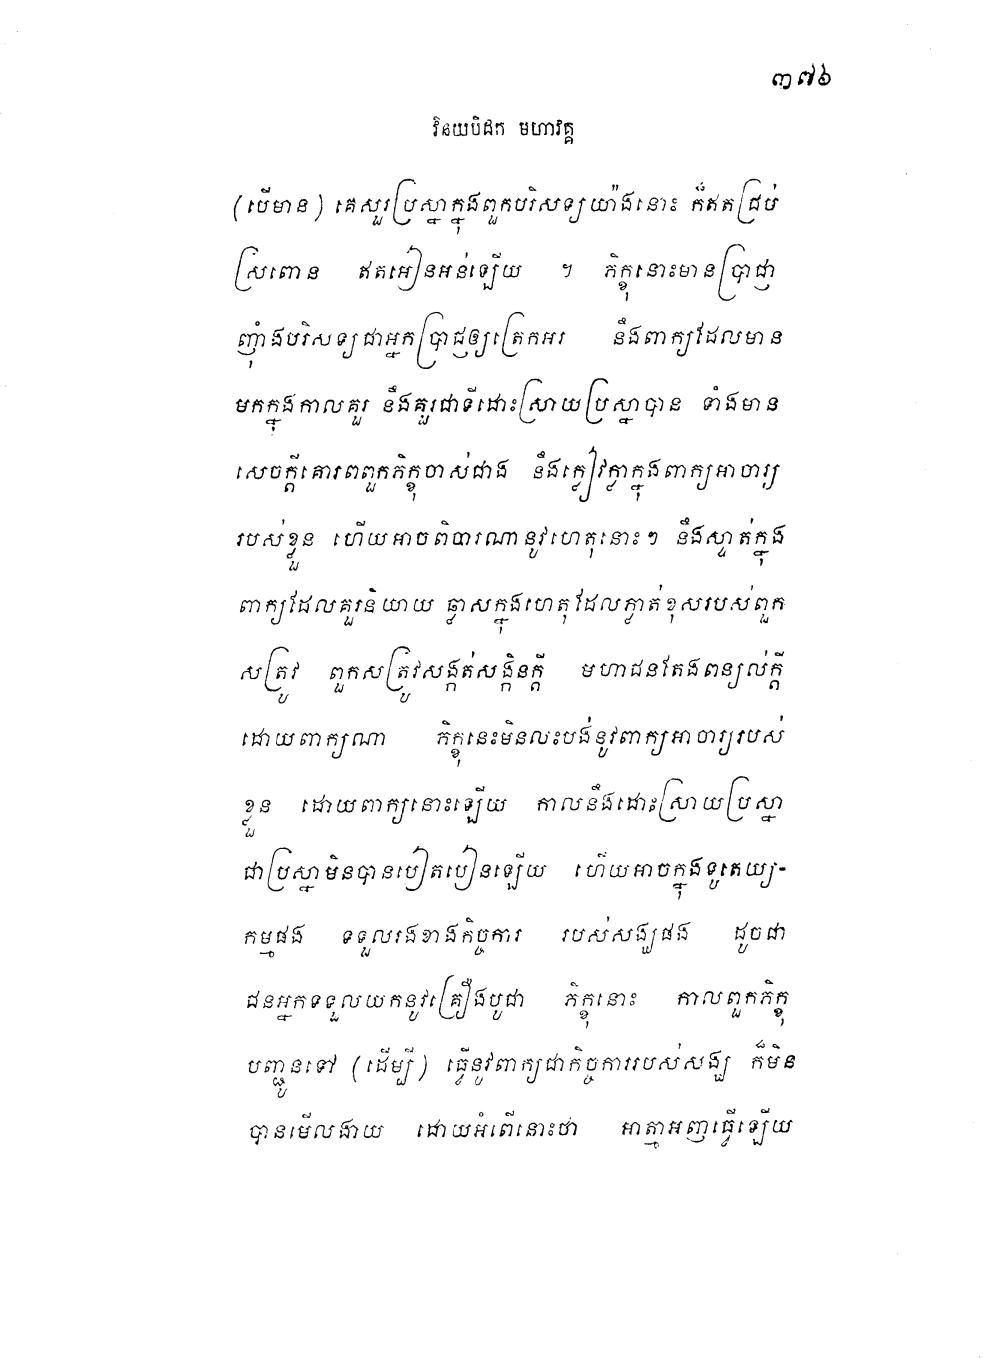 ៣៧៦
វិនយបិដក មហាវគ្គ
(បើមាន) គេសួរប្រស្នាក្នុងពួកបរិសទ្យយ៉ាងនោះ ក៏ឥតជ្រប់
ស្រពោន ឥតអៀនអន់ឡើយ ។ ភិក្ខុនោះមានប្រាជ្ញា
ញុំាងបរិសទ្យជាអ្នកប្រាជ្ញឲ្យត្រេកអរ នឹងពាក្យដែលមាន
មកក្នុងកាលគួរ នឹងគួរជាទីដោះស្រាយប្រស្នាបាន ទាំងមាន
សេចក្តីគោរពពួកភិក្ខុចាស់ជាង នឹងក្លៀវក្លាក្នុងពាក្យអាចារ្យ
របស់ខ្លួន ហើយអាចពិចារណានូវហេតុនោះៗ នឹងស្ទាត់ក្នុង
ពាក្យដែលគួរនិយាយ ឆ្លាសក្នុងហេតុដែលភ្លាត់ខុសរបស់ពួក
សត្រូវ ពួកសត្រូវសង្កត់សង្កិនក្តី មហាជនតែងពន្យល់ក្តី
ដោយពាក្យណា ភិក្ខុនេះមិនលះបង់នូវពាក្យអាចារ្យរបស់
ខ្លួន ដោយពាក្យនោះឡើយ កាលនឹងដោះស្រាយប្រស្នា
ជាប្រស្នាមិនបានបៀតបៀនឡើយ ហើយអាចក្នុងទូតេយ្យ-
កម្មផង ទទួលរងខាងកិច្ចការ របស់សង្ឃផង ដូចជា
ជនអ្នកទទួលយកនូវគ្រឿងបូជា ភិក្ខុនោះ កាលពួកភិក្ខុ
បញ្ជូនទៅ (ដើម្បី) ធ្វើនូវពាក្យជាកិច្ចការរបស់សង្ឃ ក៏មិន
បានមើលងាយ ដោយអំពើនោះថា អាត្មាអញធ្វើឡើយ